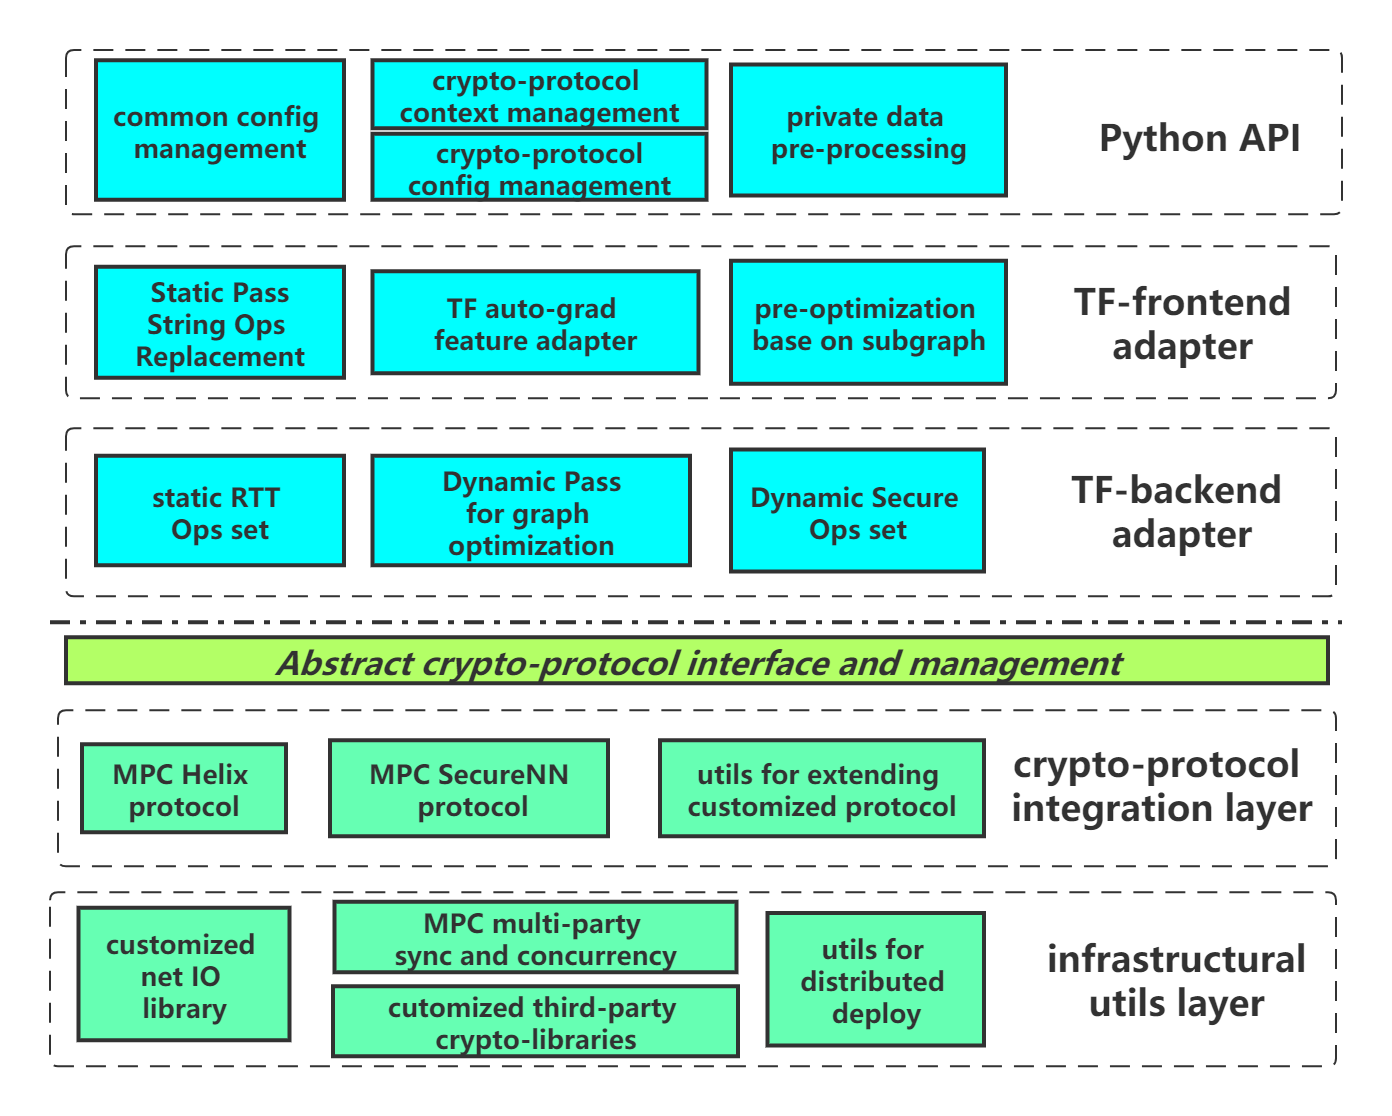 common config
management
crypto-protocol
context management
crypto-protocol
config management
private data
pre-processing
Python API
Static Pass
String Ops
Replacement
TF auto-grad
feature adapter
pre-optimization
base on subgraph
TF-frontend
adapter
static RTT
Ops set
Dynamic Pass
for graph
optimization
Dynamic Secure
Ops set
TF-backend
adapter
Abstract crypto-protocol interface and management
MPC Helix
protocol
MPC SecureNN
protocol
utils for extending
customized protocol
crypto-protocol
integration layer
customized
net IO
library
MPC multi-party
sync and concurrency
cutomized third-party
crypto-libraries
utils for
distributed
deploy
infrastructural
utils layer